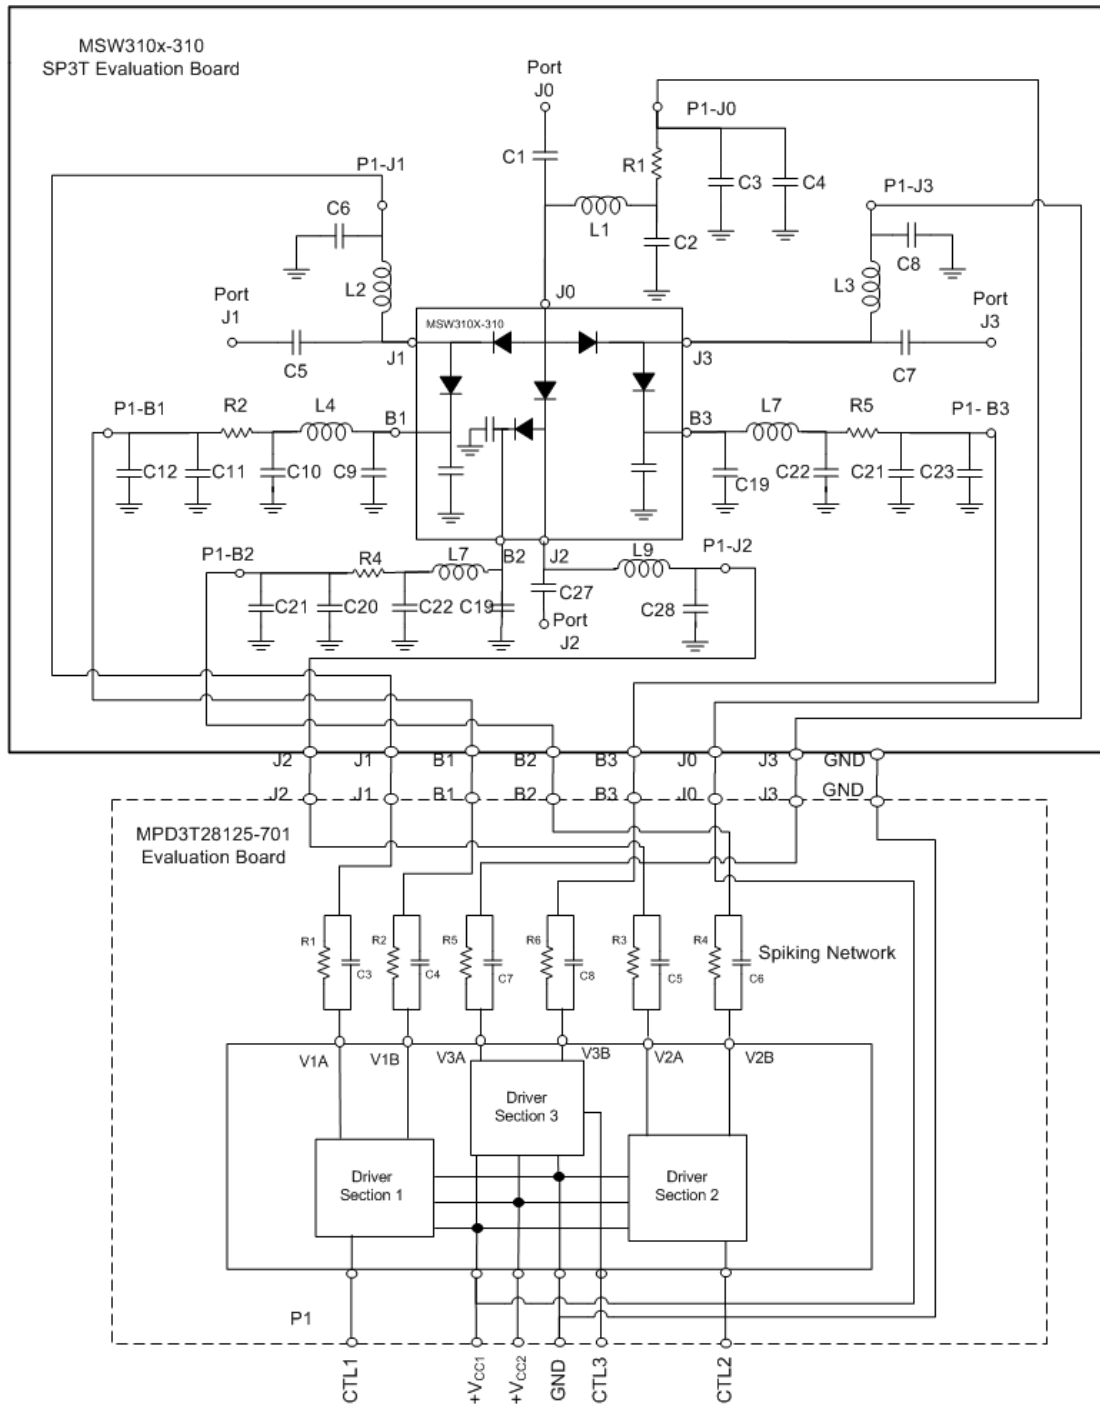 MSW310x-310
SP3T Evaluation Board
Port
J0
P1-J0
C1
R1
C3
C4
P1-J1
P1-J3
C6
L1
C2
C8
L2
L3
Port
J1
J0
Port
J3
MSW310X-310
J1
J3
C5
C7
P1-B1
R2
L4
B1
B3
L7
R5
P1- B3
C12
C11
C10
C9
C19
C22
C21
C23
P1-B2
R4
L7
B2
J2
L9
P1-J2
C21
C20
C22
C19
C27
C28
Port
J2
J2
J1
B1
B2
B3
J0
J3
GND
J2
J1
B1
B2
B3
J0
J3
GND
MPD3T28125-701
Evaluation Board
R1
R2
R5
R6
R3
R4
Spiking Network
C3
C4
C7
C8
C5
C6
V1A
V1B
V3A
V3B
V2A
V2B
Driver
Section 3
Driver
Section 1
Driver
Section 2
P1
CTL1
+VCC1
+VCC2
GND
CTL3
CTL2